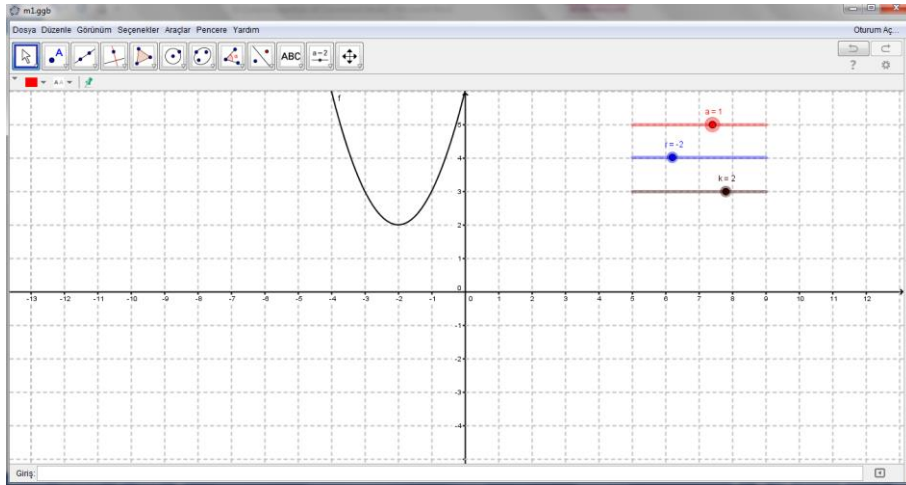 m1.ggb
Dosya Düzenle Görünüm Seçenekler Araçlar Pencere Yardım
Oturum Aç...
A
ABC
a=2
?
f
a = 1
r = -2
k = 2
5
4
3
2
1
0
-13 -12 -11 -10 -9 -8 -7 -6 -5 -4 -3 -2 -1 0 1 2 3 4 5 6 7 8 9 10 11 12
-1
-2
-3
-4
Giriş: